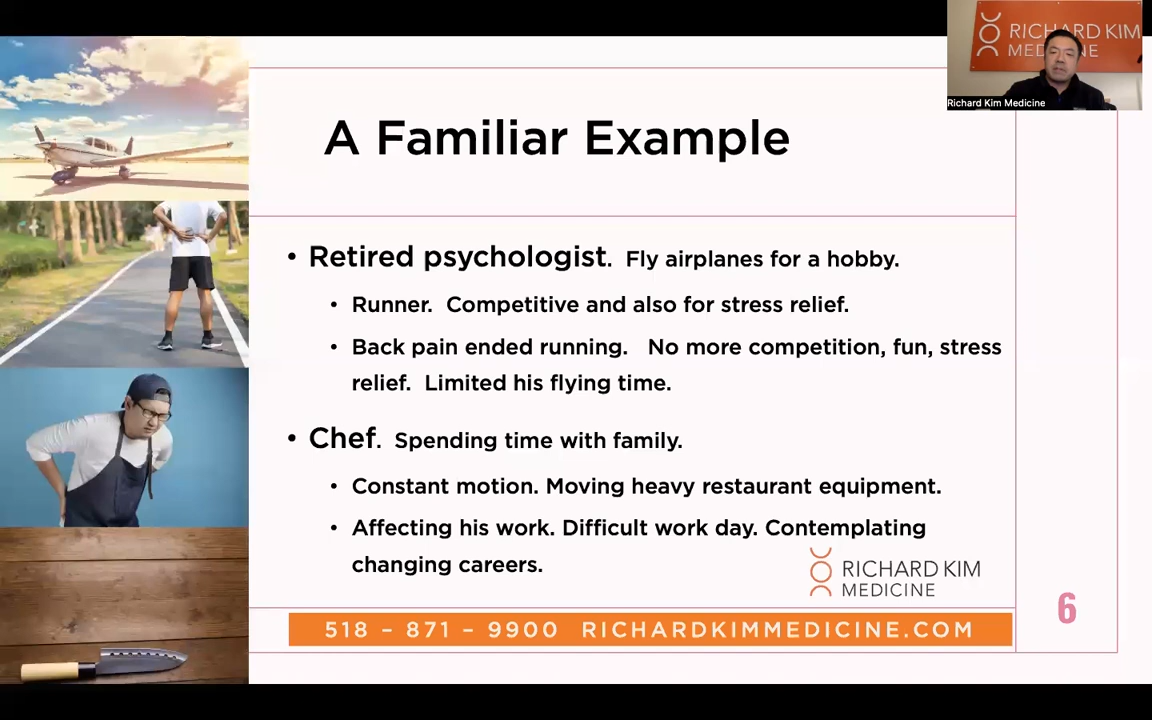 RICHARD KIM
MEDICINE
Richard Kim Medicine
A Familiar Example
• Retired psychologist. Fly airplanes for a hobby.
• Runner. Competitive and also for stress relief.
• Back pain ended running. No more competition, fun, stress
relief. Limited his flying time.
• Chef. Spending time with family.
• Constant motion. Moving heavy restaurant equipment.
• Affecting his work. Difficult work day. Contemplating
changing careers.
RICHARD KIM
MEDICINE
6
518 – 871 – 9900 RICHARDKIMMEDICINE.COM